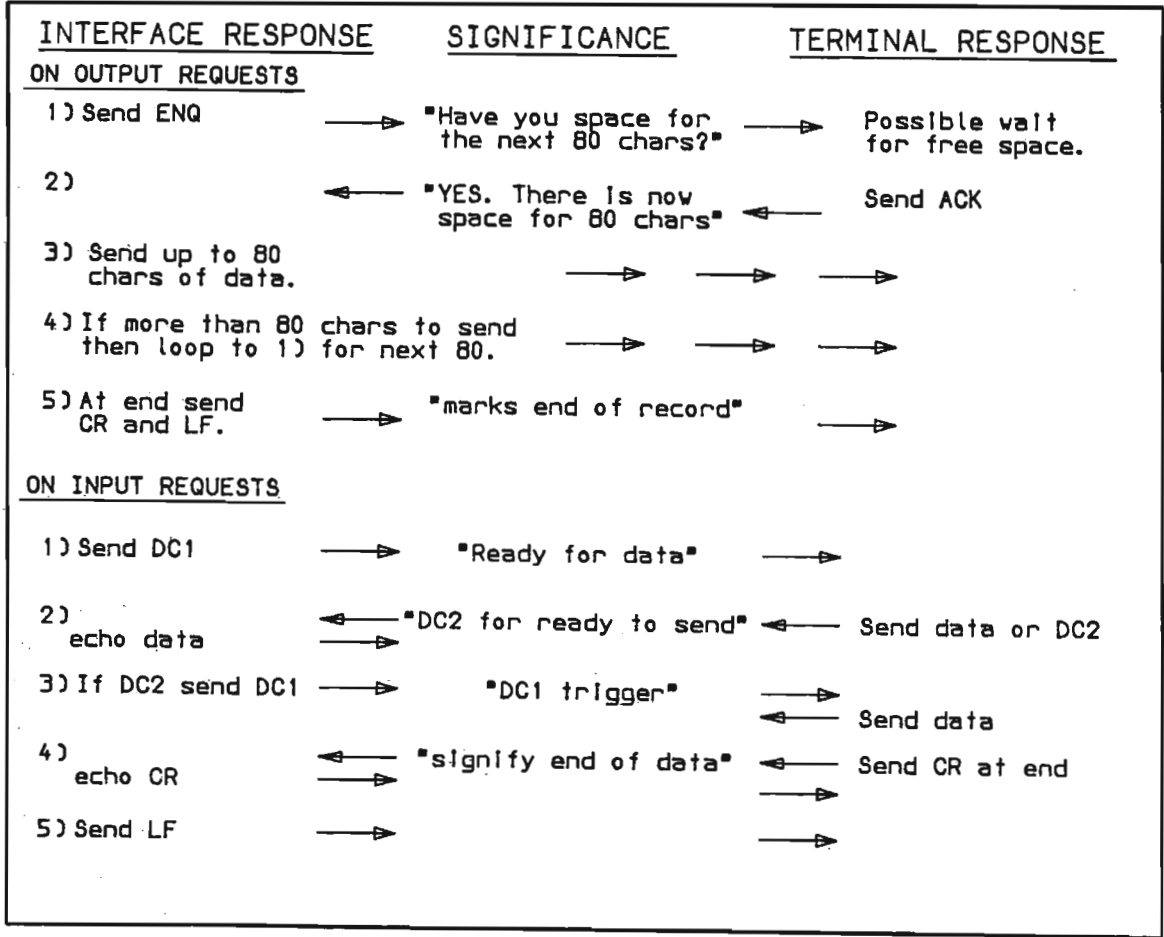 INTERFACE RESPONSE SIGNIFICANCE TERMINAL RESPONSE
ON OUTPUT REQUESTS
1) Send ENQ "Have you space for the next 80 chars?" Possible wait for free space.
2) "YES. There is now space for 80 chars" Send ACK
3) Send up to 80
chars of data.
4) If more than 80 chars to send
then loop to 1) for next 80.
5) At end send "marks end of record"
CR and LF.
ON INPUT REQUESTS
1) Send DC1 "Ready for data"
2) "DC2 for ready to send" Send data or DC2
echo data
3) If DC2 send DC1 "DC1 trigger"
Send data
4) "signify end of data" Send CR at end
echo CR
5) Send LF